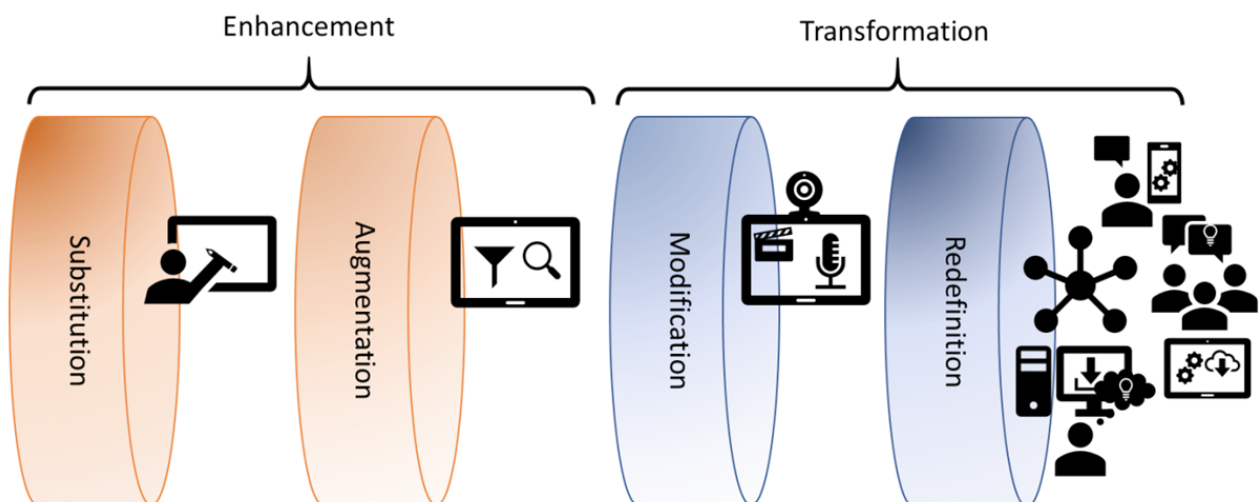 Enhancement
Transformation
Substitution
Augmentation
Modification
Redefinition